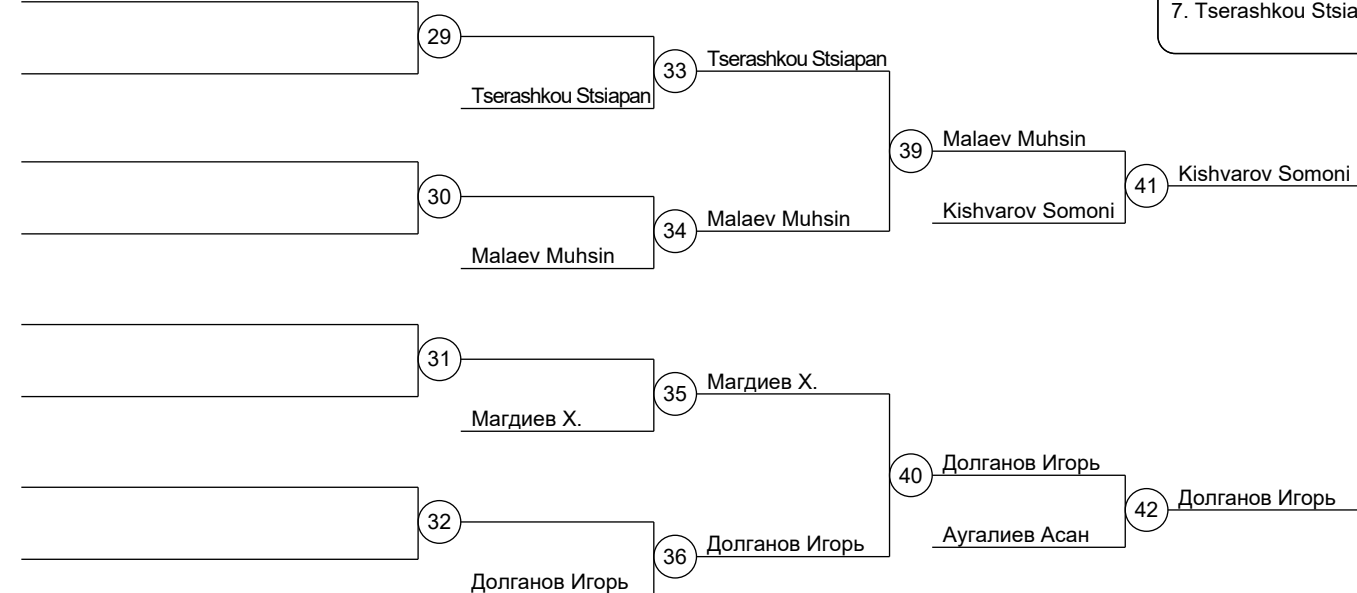 7. Tserashkou Stsia
29
Tserashkou Stsiapan
33
Tserashkou Stsiapan
39
Malaev Muhsin
41
Kishvarov Somoni
Kishvarov Somoni
30
34
Malaev Muhsin
Malaev Muhsin
31
35
Магдиев Х.
Магдиев Х.
40
Долганов Игорь
42
Долганов Игорь
Аугалиев Асан
32
36
Долганов Игорь
Долганов Игорь